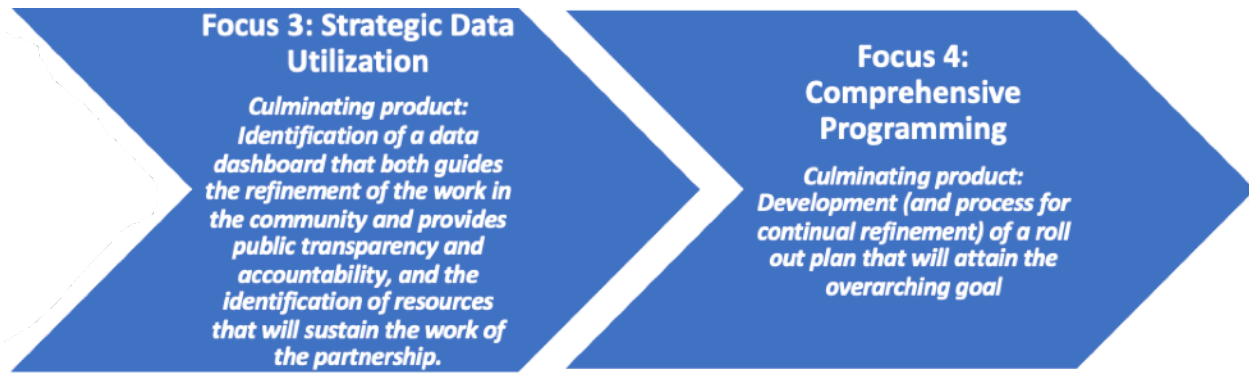 Focus 3: Strategic Data
Utilization
Culminating product:
Identification of a data
dashboard that both guides
the refinement of the work in
the community and provides
public transparency and
accountability, and the
identification of resources
that will sustain the work of
the partnership.
Focus 4:
Comprehensive
Programming
Culminating product:
Development (and process for
continual refinement) of a roll
out plan that will attain the
overarching goal